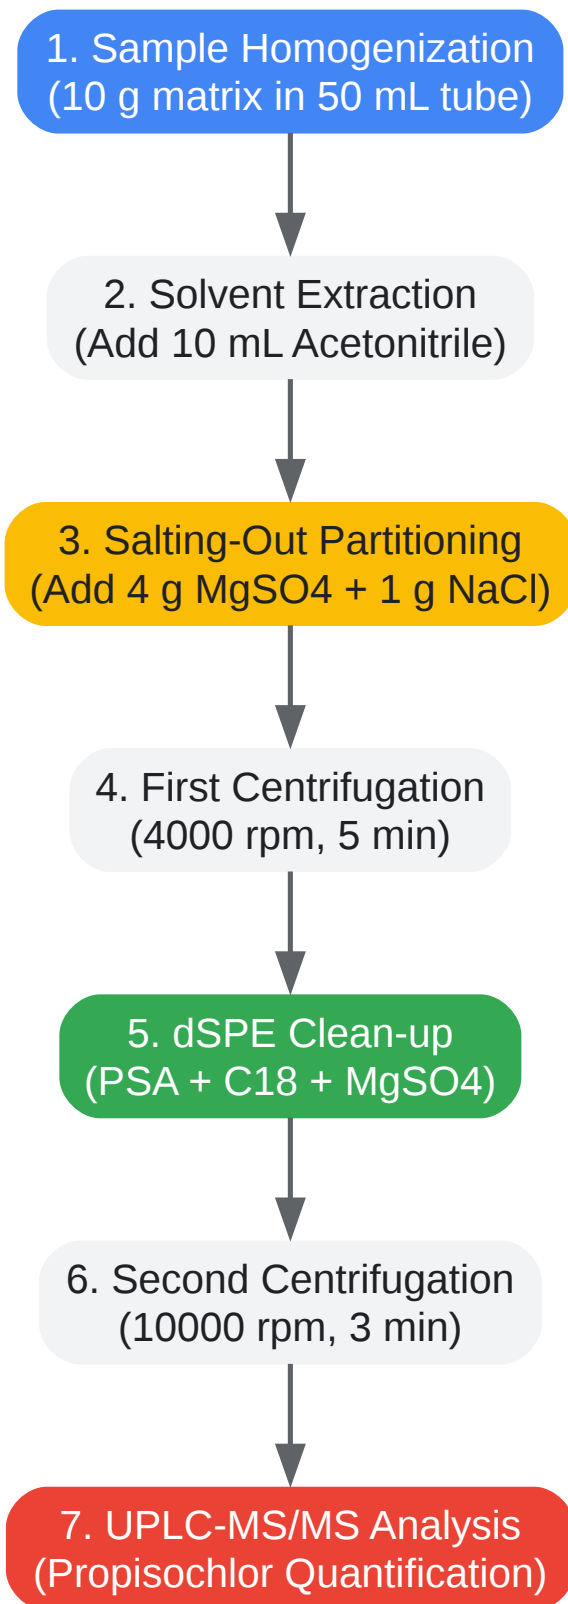 1. Sample Homogenization
(10 g matrix in 50 mL tube)
2. Solvent Extraction
(Add 10 mL Acetonitrile)
3. Salting-Out Partitioning
(Add 4 g MgSO4 + 1 g NaCl)
4. First Centrifugation
(4000 rpm, 5 min)
5. dSPE Clean-up
(PSA + C18 + MgSO4)
6. Second Centrifugation
(10000 rpm, 3 min)
7. UPLC-MS/MS Analysis
(Propisochlor Quantification)